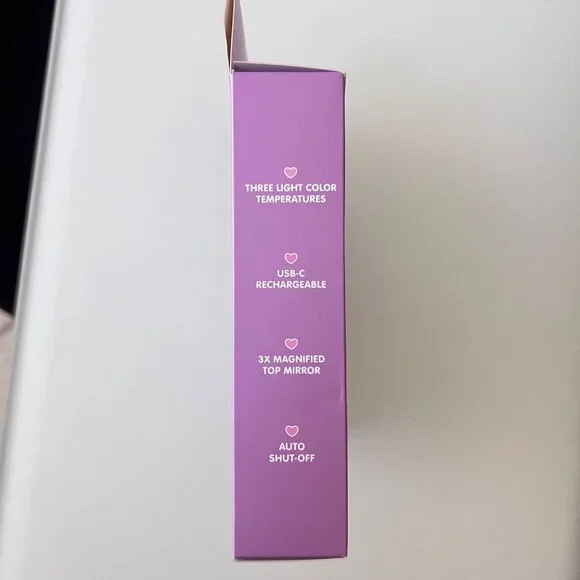 THREE LIGHT COLOR
TEMPERATURES
USB-C
RECHARGEABLE
3X MAGNIFIED
TOP MIRROR
AUTO
SHUT-OFF